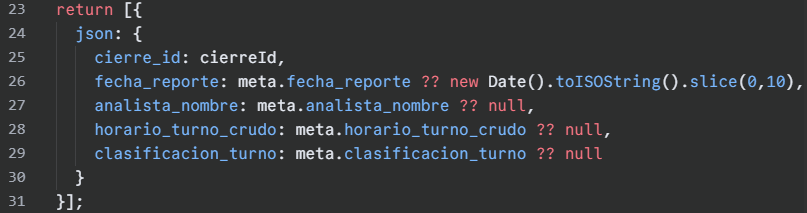 23 return [{
24 json: {
25 cierre_id: cierreId,
26 fecha_reporte: meta.fecha_reporte ?? new Date().toISOString().slice(0,10),
27 analista_nombre: meta.analista_nombre ?? null,
28 horario_turno_crudo: meta.horario_turno_crudo ?? null,
29 clasificacion_turno: meta.clasificacion_turno ?? null
30 }
31 }];